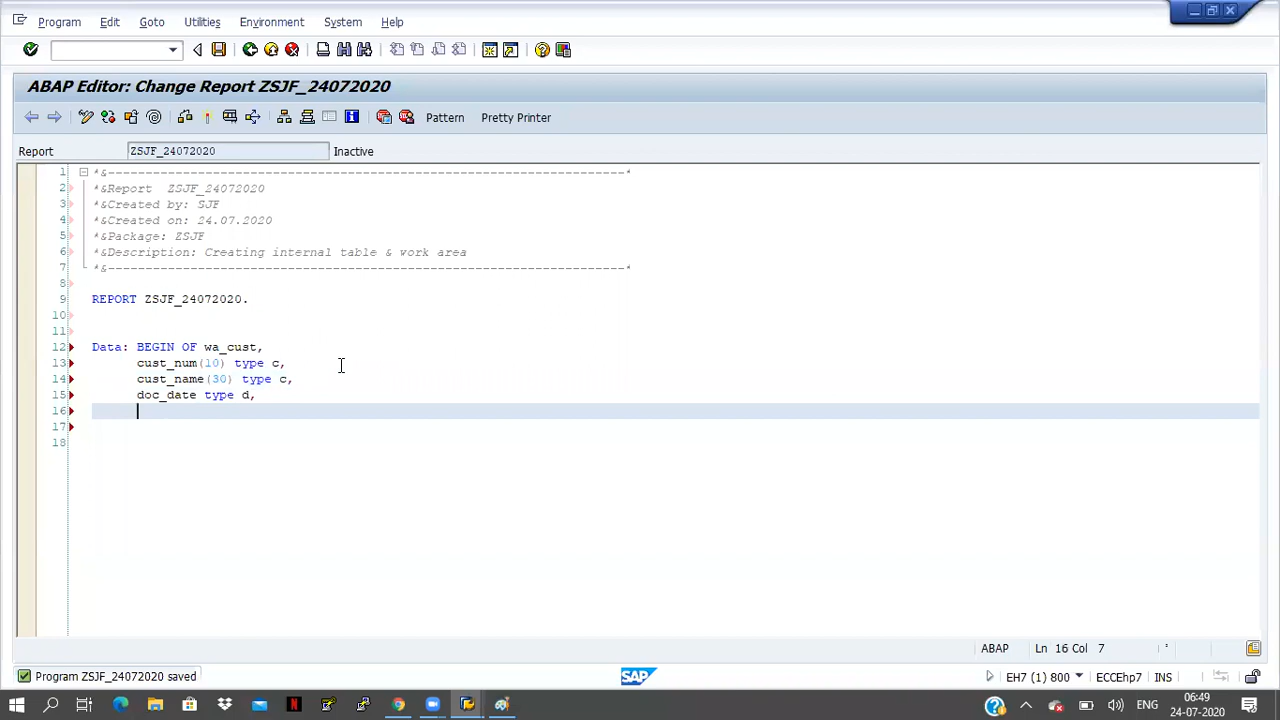 Program Edit Goto Utilities Environment System Help
ABAP Editor: Change Report ZSJF_24072020
Pattern Pretty Printer
Report ZSJF_24072020 Inactive
1 *&---------------------------------------------------------------------*
2 *&Report  ZSJF_24072020
3 *&Created by: SJF
4 *&Created on: 24.07.2020
5 *&Package: ZSJF
6 *&Description: Creating internal table & work area
7 *&---------------------------------------------------------------------*
8
9 REPORT ZSJF_24072020.
10
11
12 Data: BEGIN OF wa_cust,
13 cust_num(10) type c,
14 cust_name(30) type c,
15 doc_date type d,
16
17
18
ABAP Ln 16 Col 7
Program ZSJF_24072020 saved SAP EH7 (1) 800 ECCEhp7 INS
ENG 06:49
24-07-2020